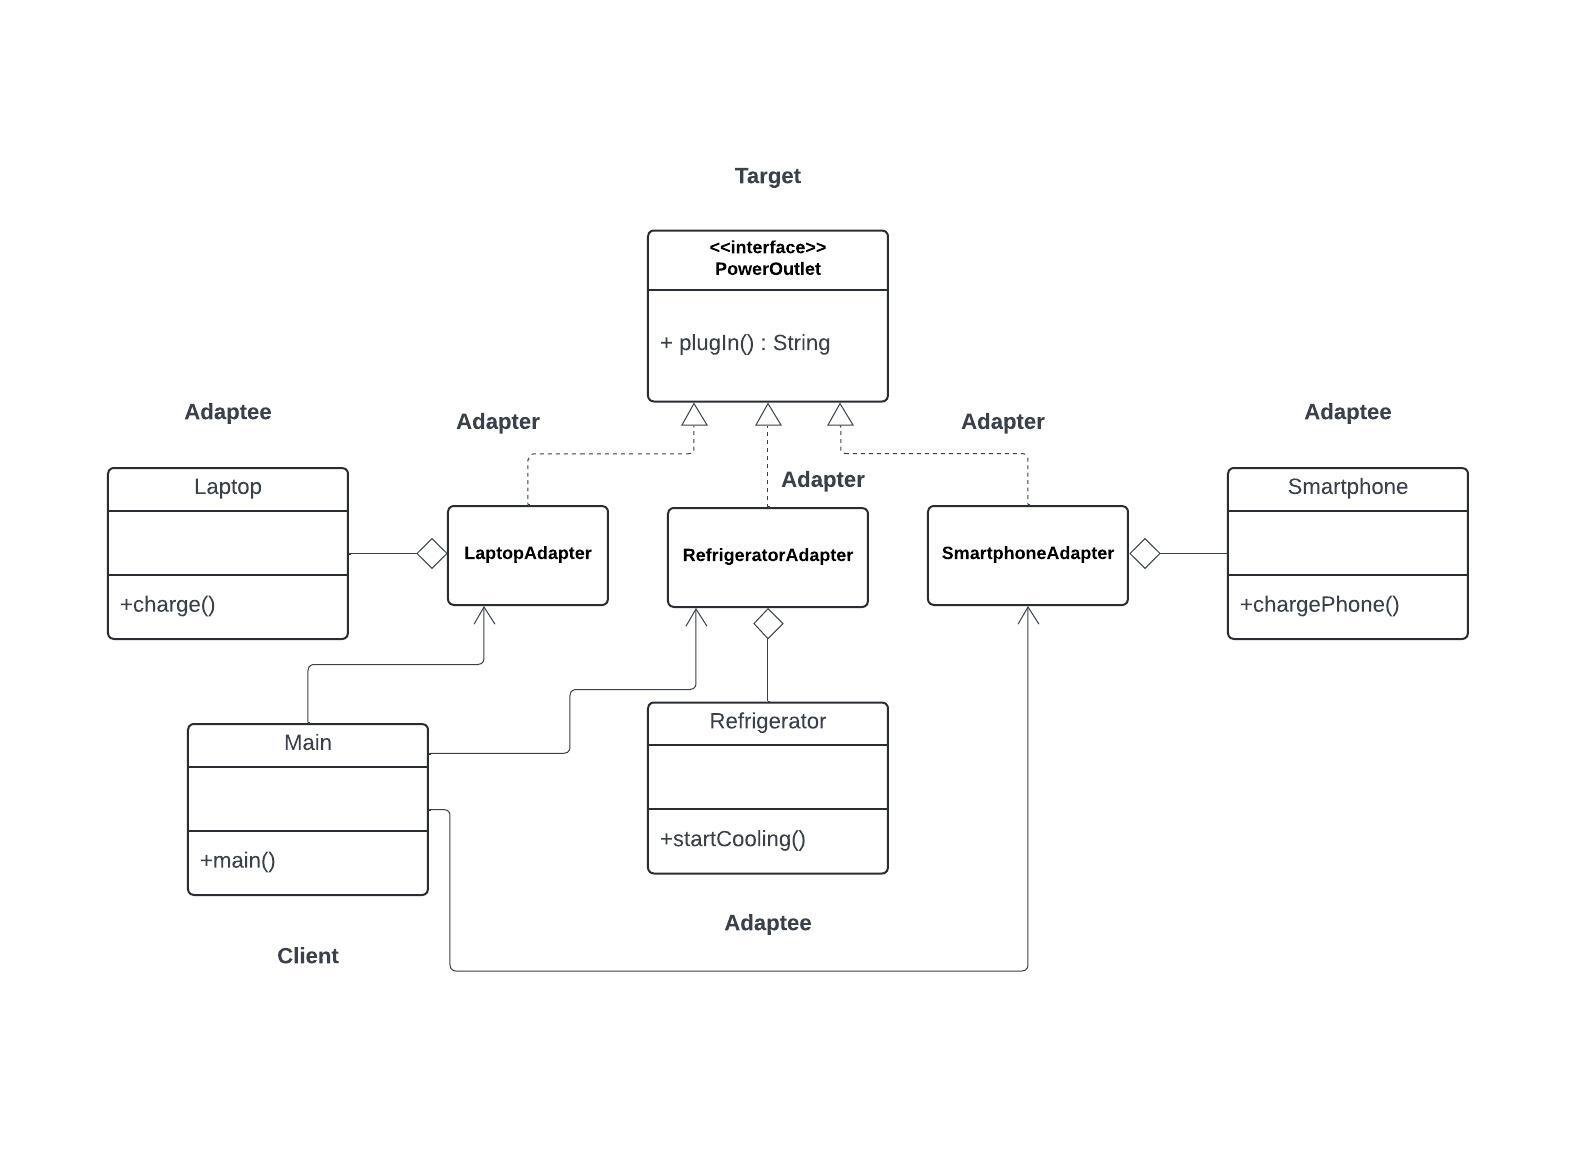 Target
<<interface>>
PowerOutlet
+ plugIn() : String
Adaptee
Adapter
Adapter
Adaptee
Adapter
Laptop
+charge()
LaptopAdapter
RefrigeratorAdapter
SmartphoneAdapter
Smartphone
+chargePhone()
Main
+main()
Client
Refrigerator
+startCooling()
Adaptee